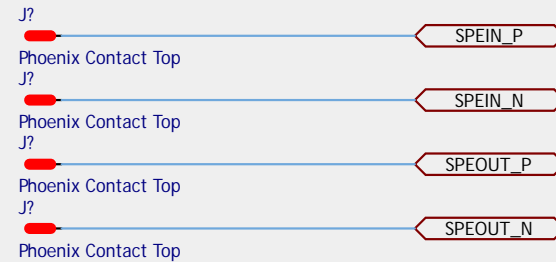 J?
SPEIN_P
Phoenix Contact Top
J?
SPEIN_N
Phoenix Contact Top
J?
SPEOUT_P
Phoenix Contact Top
J?
SPEOUT_N
Phoenix Contact Top